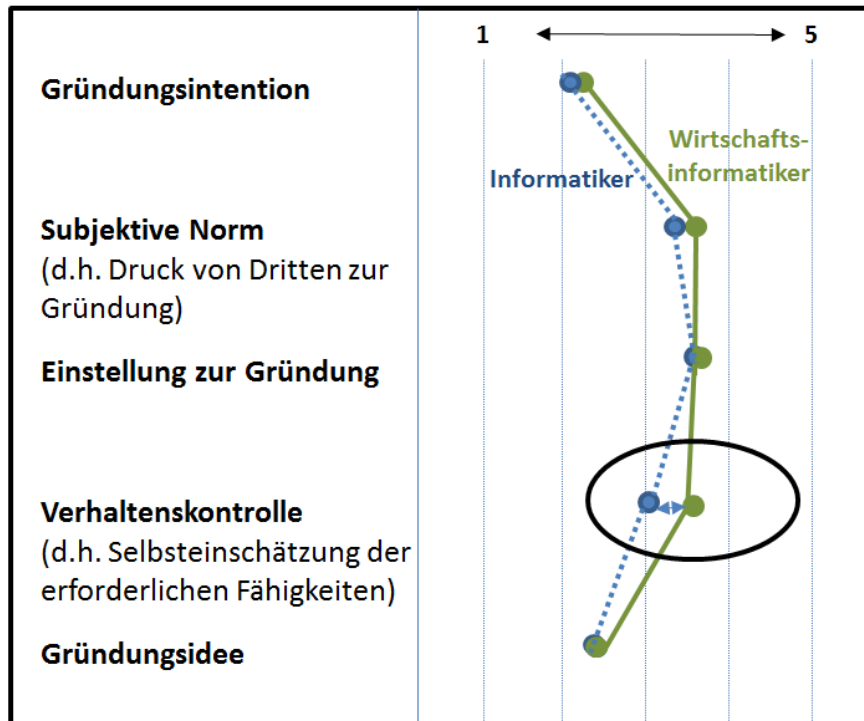 1 5
Gründungsintention
Wirtschafts-
informatiker
Informatiker
Subjektive Norm
(d.h. Druck von Dritten zur
Gründung)
Einstellung zur Gründung
Verhaltenskontrolle
(d.h. Selbsteinschätzung der
erforderlichen Fähigkeiten)
Gründungsidee